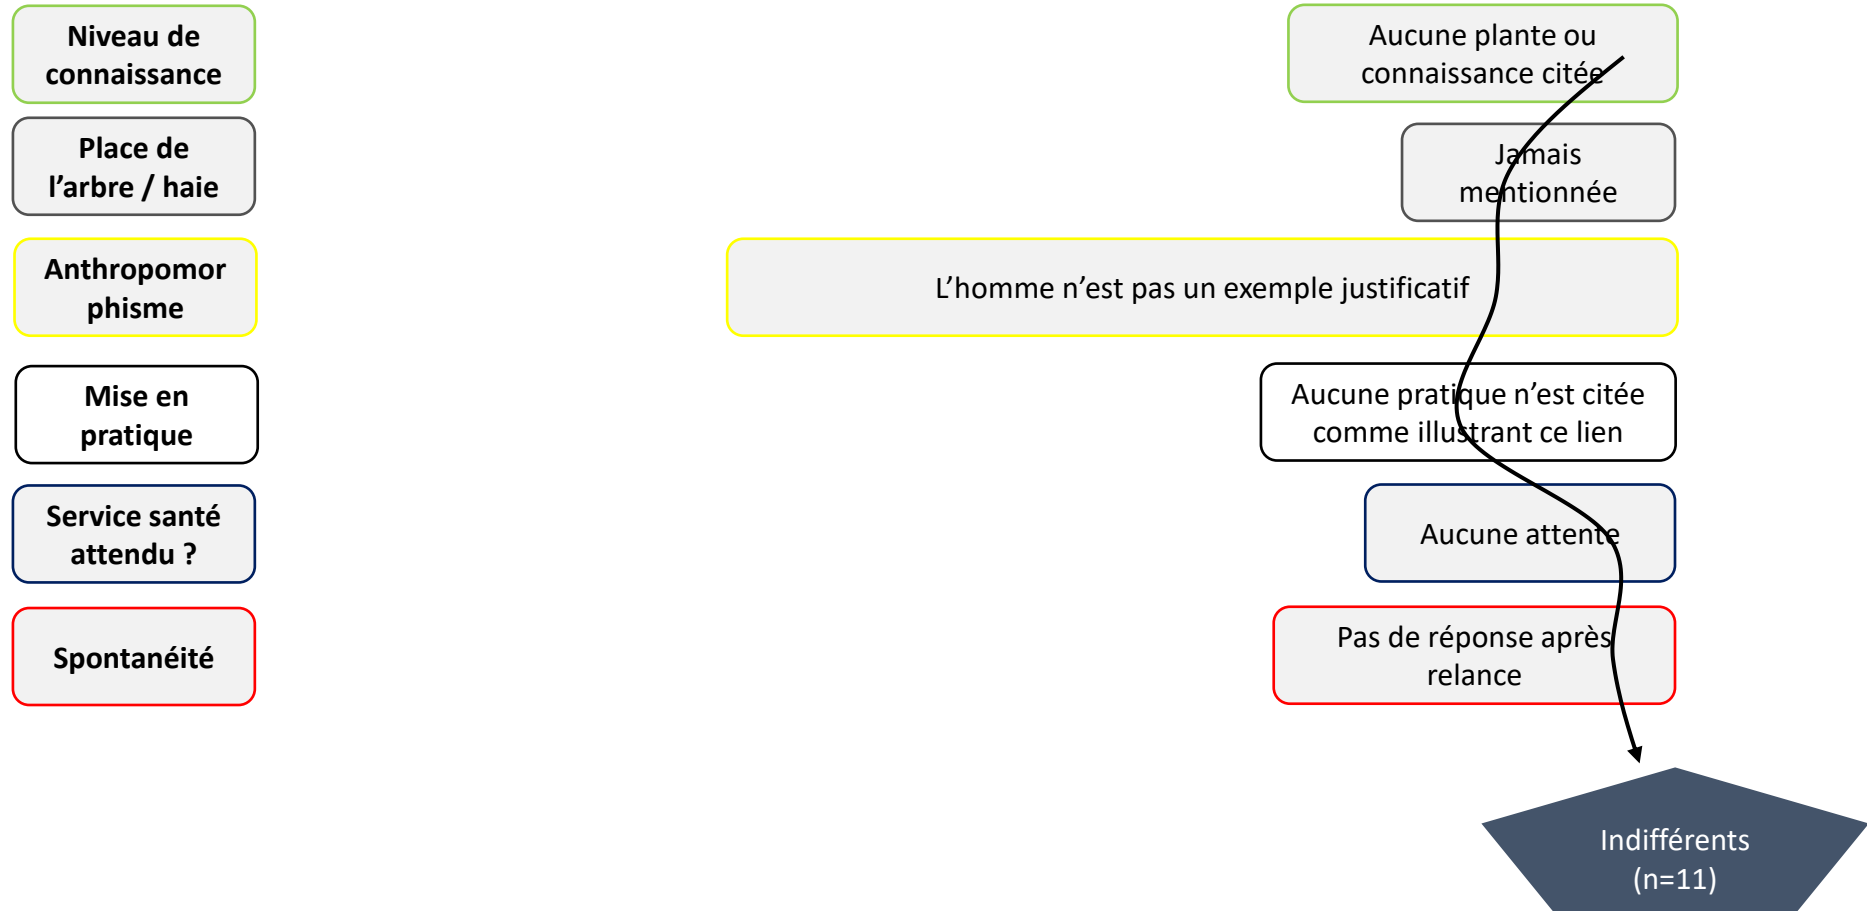 Niveau de
connaissance
Aucune plante ou
connaissance citée
Place de
l'arbre / haie
Jamais
mentionnée
Anthropomor
phisme
L'homme n'est pas un exemple justificatif
Mise en
pratique
Aucune pratique n'est citée
comme illustrant ce lien
Service santé
attendu ?
Aucune attente
Spontanéité
Pas de réponse après
relance
Indifférents
(n=11)